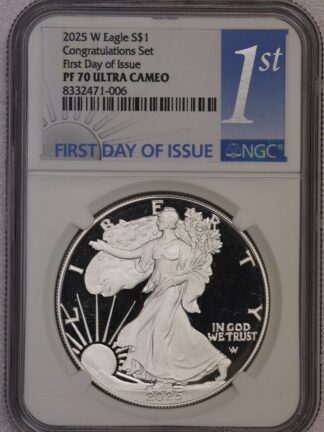 2025 W Eagle S$1
Congratulations Set
First Day of Issue
PF 70 ULTRA CAMEO
8332471-006
1st
FIRST DAY OF ISSUE
NGC
LIBERTY
IN GOD
WE TRUST
W
2025